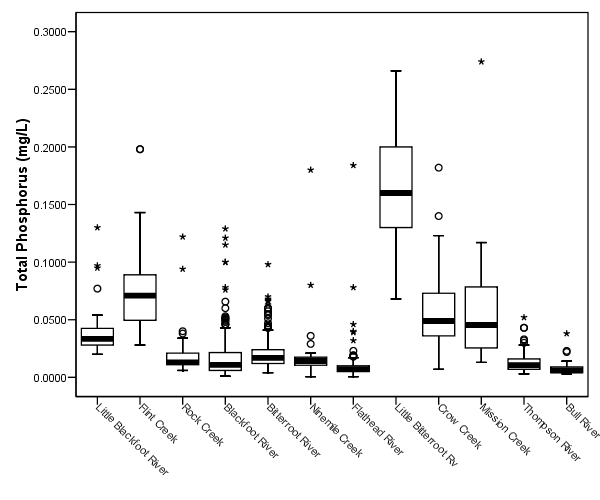 Total Phosphorus (mg/L)
0.3000
0.2500
0.2000
0.1500
0.1000
0.0500
0.0000
Little Blackfoot River
Flint Creek
Rock Creek
Blackfoot River
Bitterroot River
Ninemile Creek
Flathead River
Little Bitterroot Rv
Crow Creek
Mission Creek
Thompson River
Bull River